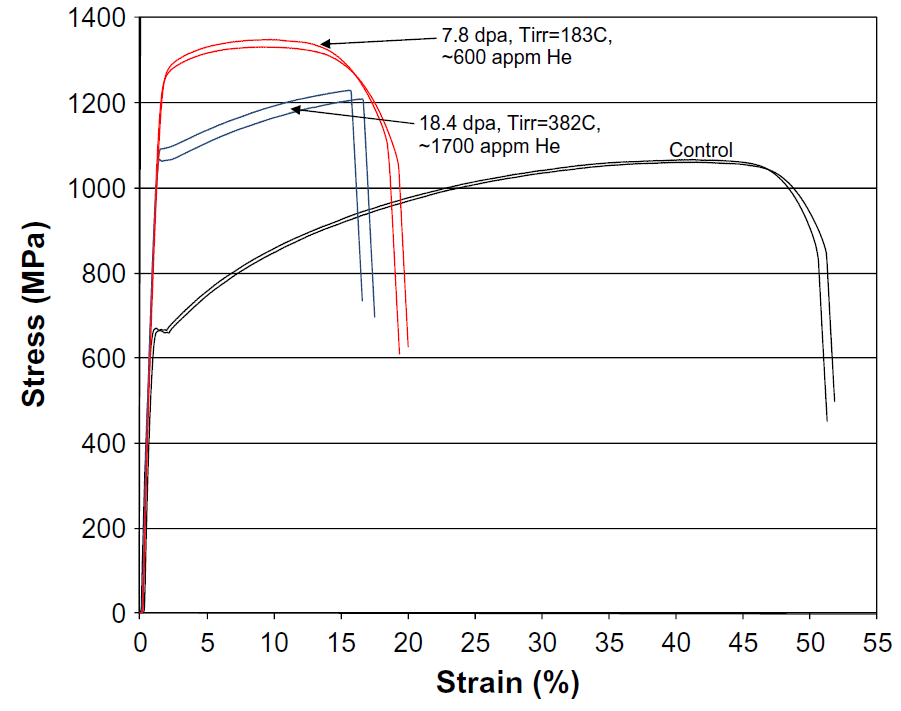 1400
7.8 dpa, Tirr=183C,
~600 appm He
1200
18.4 dpa, Tirr=382C,
~1700 appm He
Control
1000
800
600
400
200
0
Stress (MPa)
0 5 10 15 20 25 30 35 40 45 50 55
Strain (%)